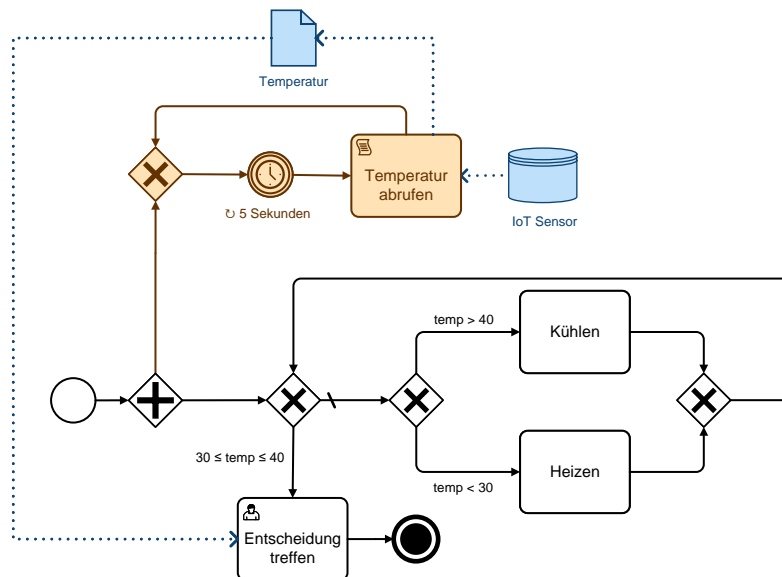 Temperatur
Temperatur
abrufen
↻ 5 Sekunden
IoT Sensor
temp > 40
Kühlen
30 ≤ temp ≤ 40
temp < 30
Heizen
Entscheidung
treffen